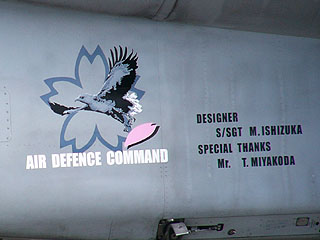 AIR DEFENCE COMMAND
DESIGNER
S/SGT M.ISHIZUKA
SPECIAL THANKS
Mr. T.MIYAKODA